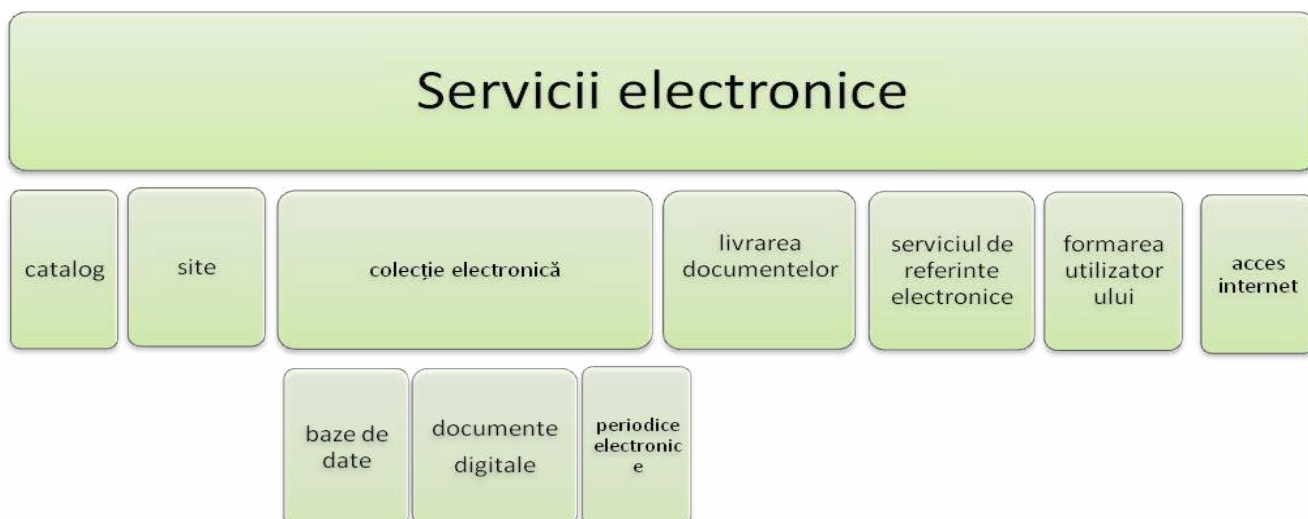 Servicii electronice
catalog
site
colecție electronică
livrarea
documentelor
serviciul de
referinte
electronice
formarea
utilizator
ului
acces
internet
baze de
date
documente
digitale
periodice
electronic
e